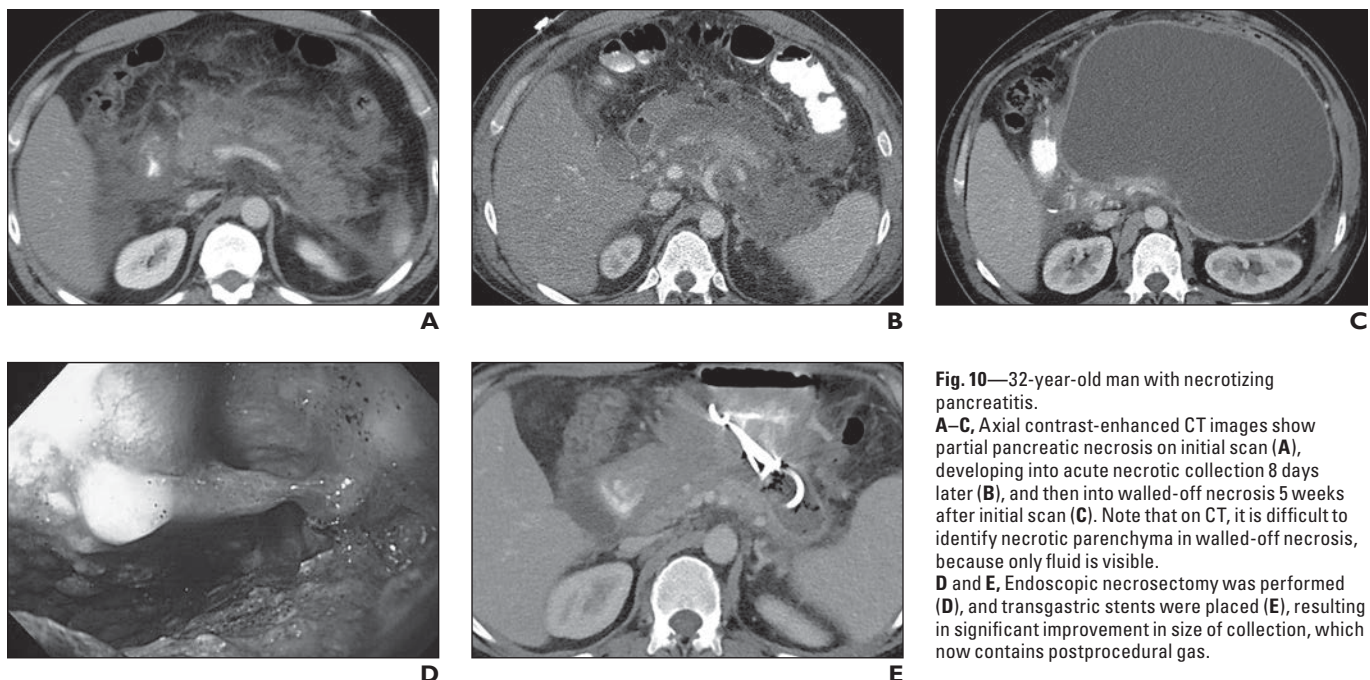 A
B
C
D
E
Fig. 10—32-year-old man with necrotizing
pancreatitis.
A–C, Axial contrast-enhanced CT images show
partial pancreatic necrosis on initial scan (A),
developing into acute necrotic collection 8 days
later (B), and then into walled-off necrosis 5 weeks
after initial scan (C). Note that on CT, it is difficult to
identify necrotic parenchyma in walled-off necrosis,
because only fluid is visible.
D and E, Endoscopic necrosectomy was performed
(D), and transgastric stents were placed (E), resulting
in significant improvement in size of collection, which
now contains postprocedural gas.